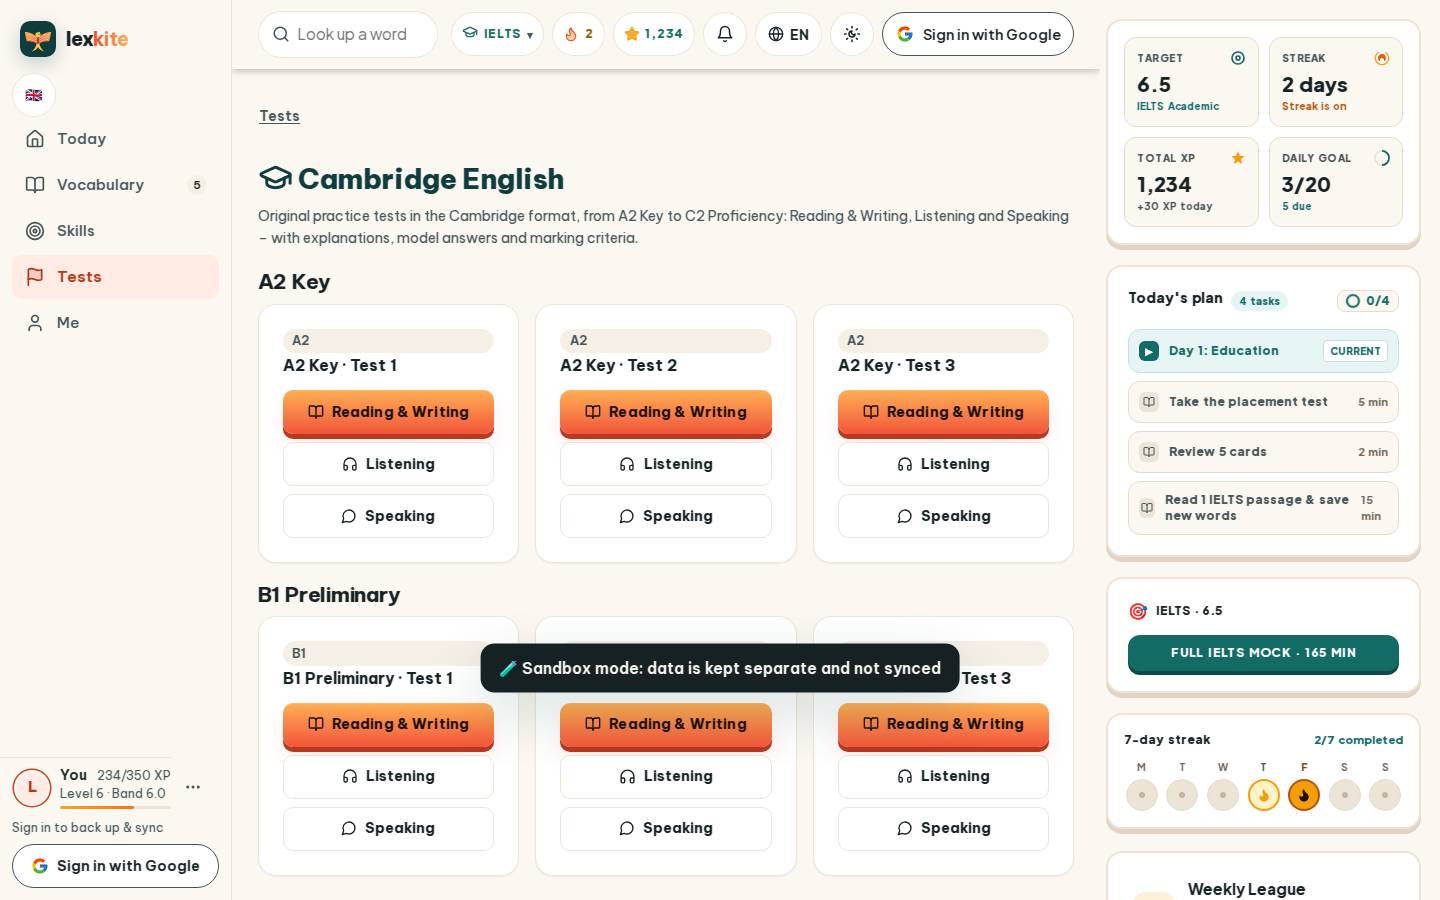 lexkite
Today
Vocabulary 5
Skills
Tests
Me
L
You 234/350 XP
Level 6 · Band 6.0
Sign in to back up & sync
Sign in with Google
Look up a word
IELTS
2
1,234
EN
Sign in with Google
Tests
Cambridge English
Original practice tests in the Cambridge format, from A2 Key to C2 Proficiency: Reading & Writing, Listening and Speaking
– with explanations, model answers and marking criteria.
A2 Key
A2
A2 Key · Test 1
Reading & Writing
Listening
Speaking
A2
A2 Key · Test 2
Reading & Writing
Listening
Speaking
A2
A2 Key · Test 3
Reading & Writing
Listening
Speaking
B1 Preliminary
B1
B1 Preliminary · Test 1
Reading & Writing
Listening
Speaking
Reading & Writing
Listening
Speaking
Test 3
Reading & Writing
Listening
Speaking
Sandbox mode: data is kept separate and not synced
TARGET
6.5
IELTS Academic
STREAK
2 days
Streak is on
TOTAL XP
1,234
+30 XP today
DAILY GOAL
3/20
5 due
Today's plan 4 tasks 0/4
Day 1: Education CURRENT
Take the placement test 5 min
Review 5 cards 2 min
Read 1 IELTS passage & save 15
new words min
IELTS · 6.5
FULL IELTS MOCK · 165 MIN
7-day streak 2/7 completed
M T W T F S S
Weekly League